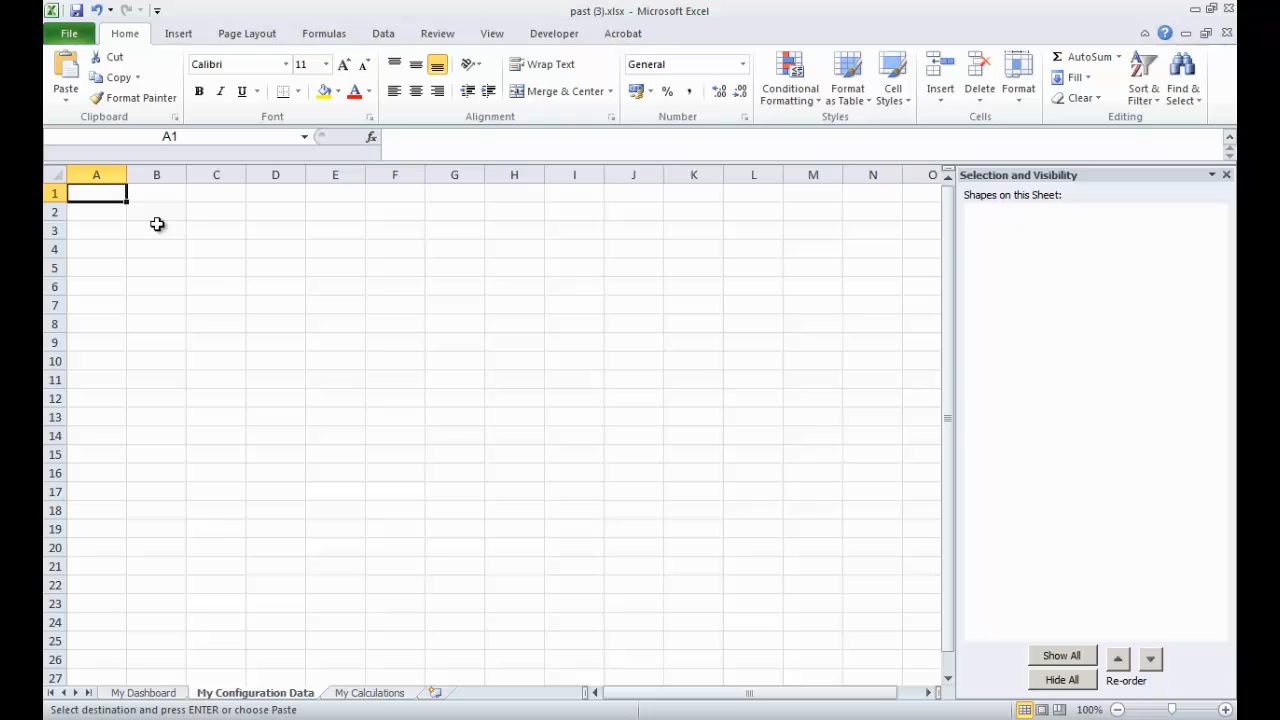 past (3).xlsx - Microsoft Excel
File Home Insert Page Layout Formulas Data Review View Developer Acrobat
Paste Cut Copy Format Painter Clipboard
Calibri 11 B I U A Font
Wrap Text Merge & Center Alignment
General % , Number
Conditional Formatting Format as Table Cell Styles Styles
Insert Delete Format Cells
Σ AutoSum Fill Clear Sort & Filter Find & Select Editing
A1 fx
A B C D E F G H I J K L M N O
Selection and Visibility
Shapes on this Sheet:
1
2
3
4
5
6
7
8
9
10
11
12
13
14
15
16
17
18
19
20
21
22
23
24
25
26
27
Show All
Hide All Re-order
My Dashboard My Configuration Data My Calculations
Select destination and press ENTER or choose Paste 100%